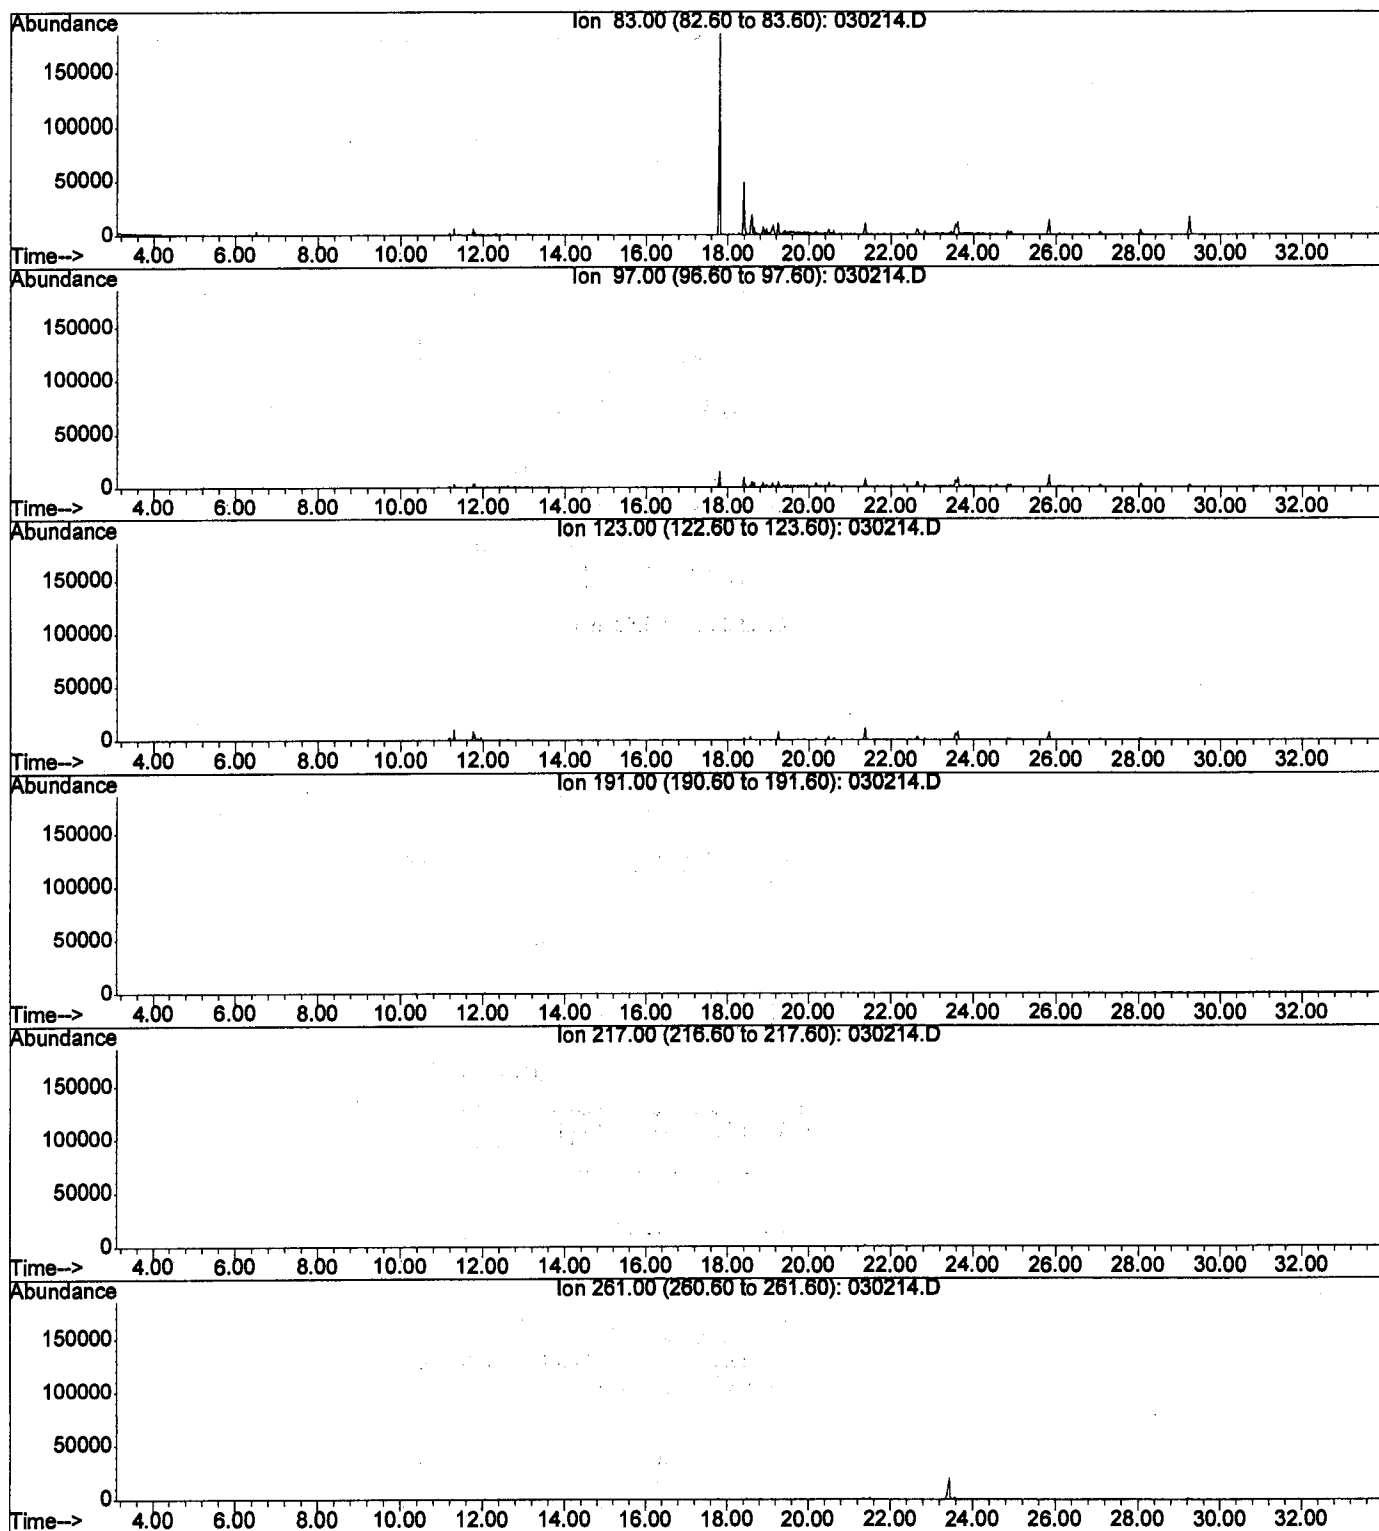 Abundance
Ion 83.00 (82.60 to 83.60): 030214.D
150000
100000
50000
0
Time--> 4.00 6.00 8.00 10.00 12.00 14.00 16.00 18.00 20.00 22.00 24.00 26.00 28.00 30.00 32.00
Abundance
Ion 97.00 (96.60 to 97.60): 030214.D
150000
100000
50000
0
Time--> 4.00 6.00 8.00 10.00 12.00 14.00 16.00 18.00 20.00 22.00 24.00 26.00 28.00 30.00 32.00
Abundance
Ion 123.00 (122.60 to 123.60): 030214.D
150000
100000
50000
0
Time--> 4.00 6.00 8.00 10.00 12.00 14.00 16.00 18.00 20.00 22.00 24.00 26.00 28.00 30.00 32.00
Abundance
Ion 191.00 (190.60 to 191.60): 030214.D
150000
100000
50000
0
Time--> 4.00 6.00 8.00 10.00 12.00 14.00 16.00 18.00 20.00 22.00 24.00 26.00 28.00 30.00 32.00
Abundance
Ion 217.00 (216.60 to 217.60): 030214.D
150000
100000
50000
0
Time--> 4.00 6.00 8.00 10.00 12.00 14.00 16.00 18.00 20.00 22.00 24.00 26.00 28.00 30.00 32.00
Abundance
Ion 261.00 (260.60 to 261.60): 030214.D
150000
100000
50000
0
Time--> 4.00 6.00 8.00 10.00 12.00 14.00 16.00 18.00 20.00 22.00 24.00 26.00 28.00 30.00 32.00